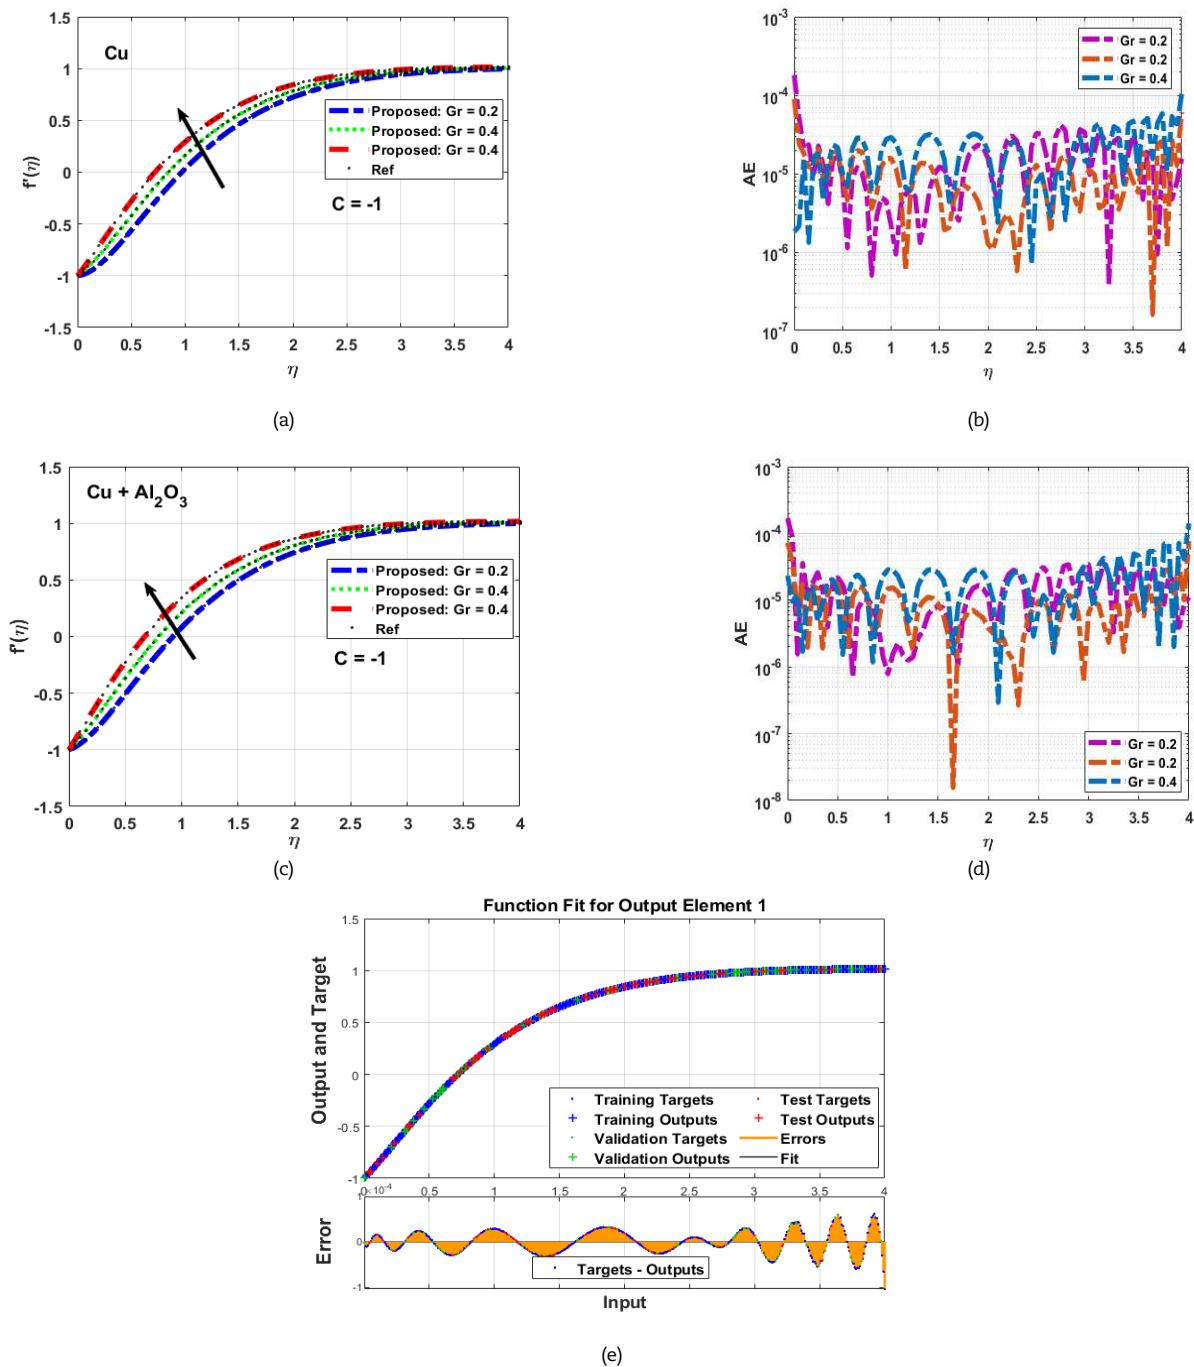 1.5
1
0.5
0
-0.5
-1
-1.5
Cu
f'(η)
Proposed: Gr = 0.2
Proposed: Gr = 0.4
Proposed: Gr = 0.4
Ref
C = -1
0 0.5 1 1.5 2 2.5 3 3.5 4
η
(a)
10⁻³
10⁻⁴
10⁻⁵
10⁻⁶
10⁻⁷
AE
Gr = 0.2
Gr = 0.2
Gr = 0.4
0 0.5 1 1.5 2 2.5 3 3.5 4
η
(b)
1.5
1
0.5
0
-0.5
-1
-1.5
Cu + Al₂O₃
f'(η)
Proposed: Gr = 0.2
Proposed: Gr = 0.4
Proposed: Gr = 0.4
Ref
C = -1
0 0.5 1 1.5 2 2.5 3 3.5 4
η
(c)
10⁻³
10⁻⁴
10⁻⁵
10⁻⁶
10⁻⁷
10⁻⁸
AE
Gr = 0.2
Gr = 0.2
Gr = 0.4
0 0.5 1 1.5 2 2.5 3 3.5 4
η
(d)
Function Fit for Output Element 1
1.5
1
0.5
0
-0.5
-1
Output and Target
Training Targets
Training Outputs
Validation Targets
Validation Outputs
Test Targets
Test Outputs
Errors
Fit
0 0.5 1 1.5 2 2.5 3 3.5 4
×10⁻⁴
1
0
-1
Error
Targets - Outputs
Input
(e)